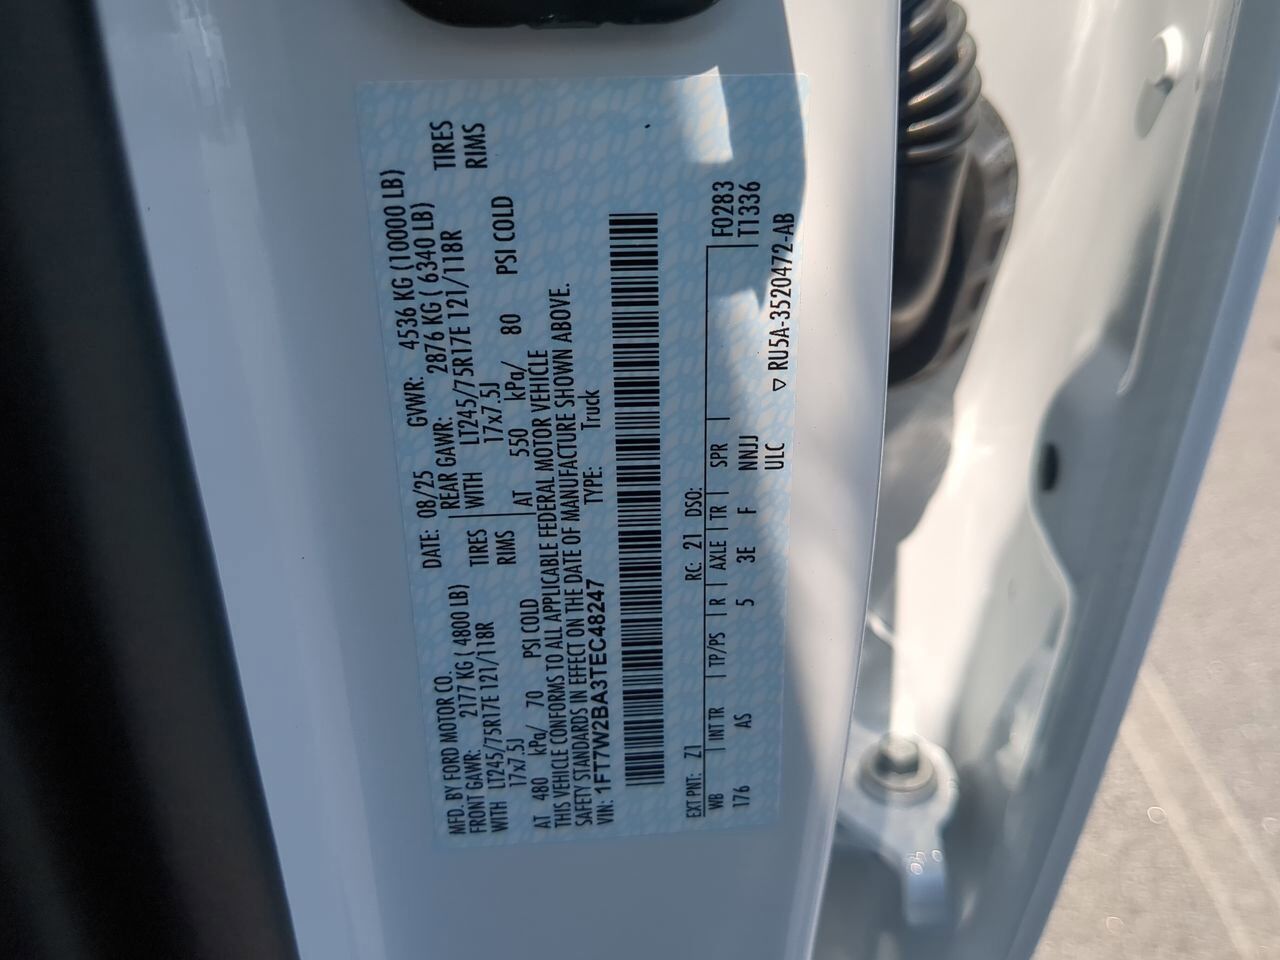 MFD. BY FORD MOTOR CO.
DATE: 08/25 GVWR: 4536 KG (10000 LB)
FRONT GAWR: 2177 KG ( 4800 LB)
REAR GAWR: 2876 KG ( 6340 LB)
WITH LT245/75R17E 121/118R TIRES
WITH LT245/75R17E 121/118R TIRES
17x7.5J RIMS
17x7.5J RIMS
AT 480 kPa/ 70 PSI COLD
AT 550 kPa/ 80 PSI COLD
THIS VEHICLE CONFORMS TO ALL APPLICABLE FEDERAL MOTOR VEHICLE
SAFETY STANDARDS IN EFFECT ON THE DATE OF MANUFACTURE SHOWN ABOVE.
VIN: 1FT7W2BA3TEC48247
TYPE: Truck
EXT PNT: Z1 RC: 21 DSO:
WB INT TR TP/PS R AXLE TR SPR F0283
176 AS 5 3E F NNJJ T1336
ULC
▽ RU5A-3520472-AB